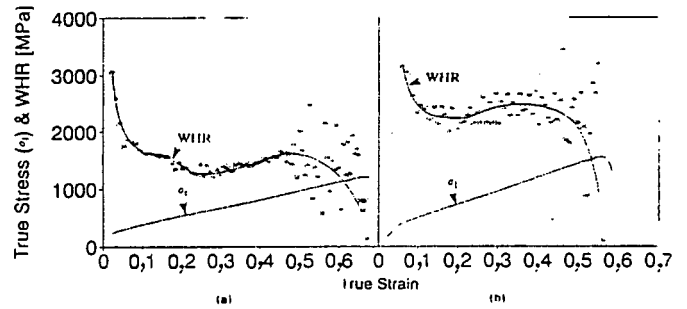 True Stress (σt) & WHR [MPa]
4000
3000
2000
1000
0
WHR
σt
WHR
σt
0 0,1 0,2 0,3 0,4 0,5 0,6 0 0,1 0,2 0,3 0,4 0,5 0,6 0,7
True Strain
(a) (b)